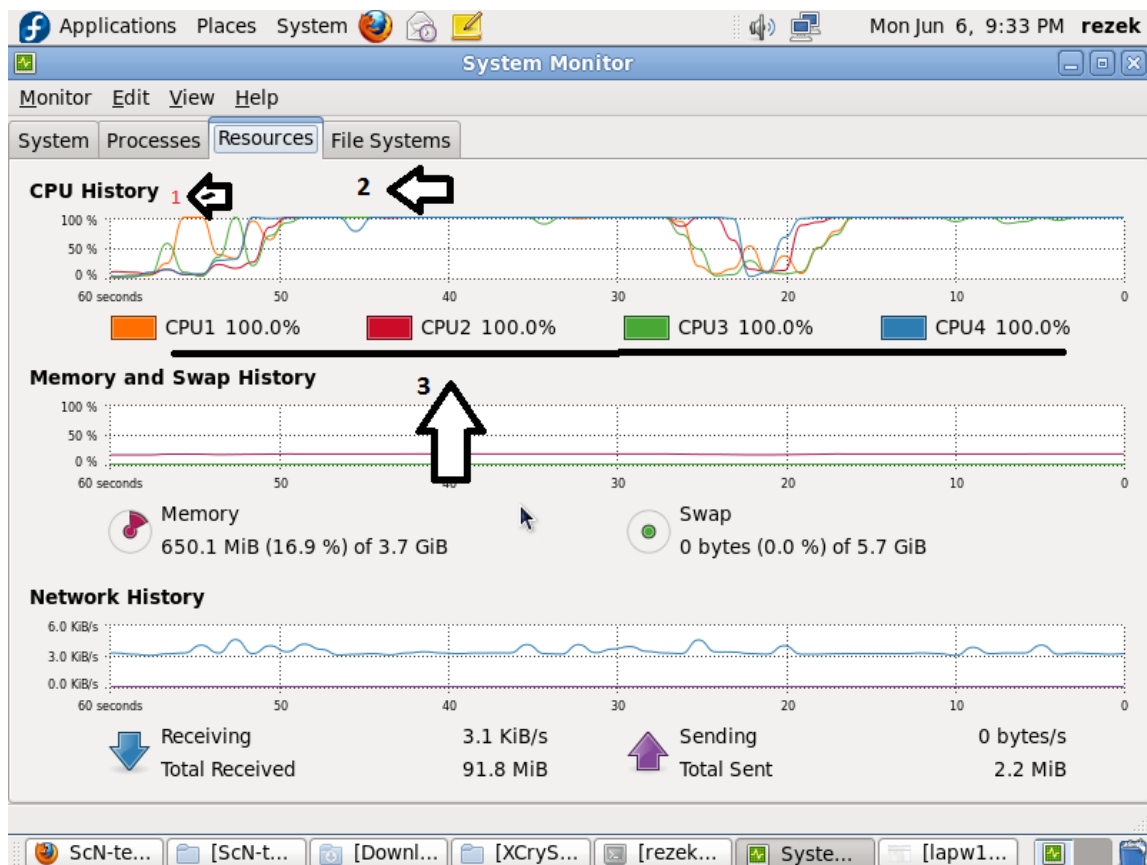 Applications Places System Mon Jun 6, 9:33 PM rezek
System Monitor
Monitor Edit View Help
System Processes Resources File Systems
CPU History 1 2
100 %
50 %
0 %
60 seconds 50 40 30 20 10 0
CPU1 100.0% CPU2 100.0% CPU3 100.0% CPU4 100.0%
Memory and Swap History 3
100 %
50 %
0 %
60 seconds 50 40 30 20 10 0
Memory Swap
650.1 MiB (16.9 %) of 3.7 GiB 0 bytes (0.0 %) of 5.7 GiB
Network History
6.0 KiB/s
3.0 KiB/s
0.0 KiB/s
60 seconds 50 40 30 20 10 0
Receiving 3.1 KiB/s Sending 0 bytes/s
Total Received 91.8 MiB Total Sent 2.2 MiB
ScN-te... [ScN-t... [Downl... [XCryS... [rezek... Syste... [lapw1...